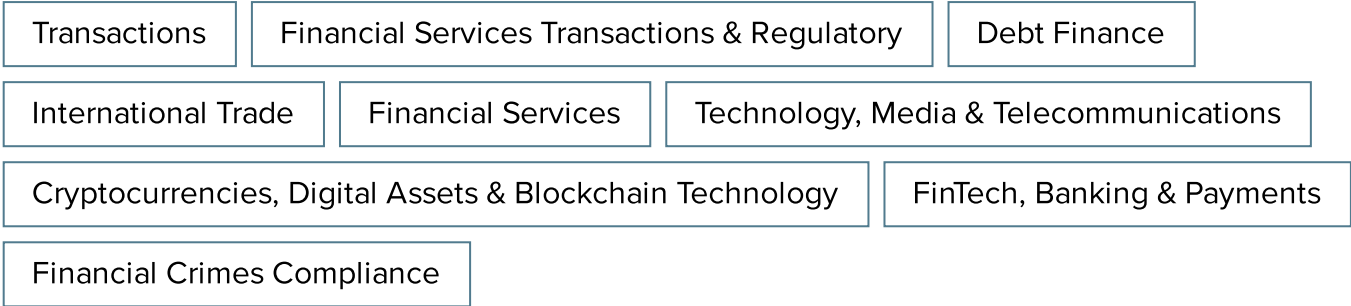 Transactions Financial Services Transactions & Regulatory Debt Finance
International Trade Financial Services Technology, Media & Telecommunications
Cryptocurrencies, Digital Assets & Blockchain Technology FinTech, Banking & Payments
Financial Crimes Compliance